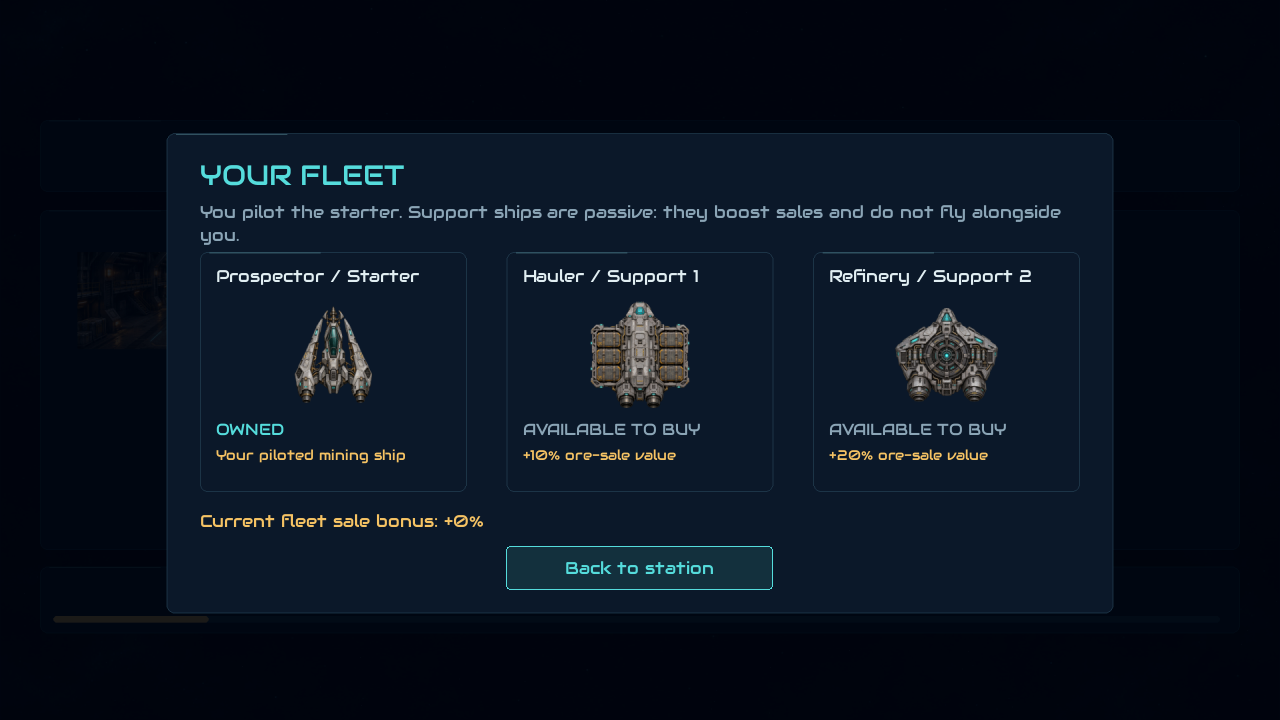 YOUR FLEET
You pilot the starter. Support ships are passive: they boost sales and do not fly alongside
you.
Prospector / Starter
OWNED
Your piloted mining ship
Hauler / Support 1
AVAILABLE TO BUY
+10% ore-sale value
Refinery / Support 2
AVAILABLE TO BUY
+20% ore-sale value
Current fleet sale bonus: +0%
Back to station